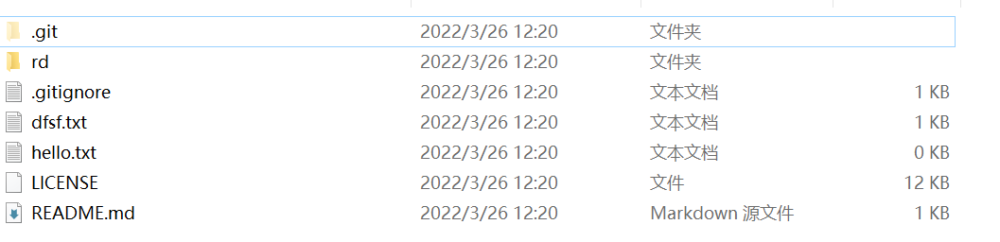 .git 2022/3/26 12:20 文件夹
rd 2022/3/26 12:20 文件夹
.gitignore 2022/3/26 12:20 文本文档 1 KB
dfsf.txt 2022/3/26 12:20 文本文档 1 KB
hello.txt 2022/3/26 12:20 文本文档 0 KB
LICENSE 2022/3/26 12:20 文件 12 KB
README.md 2022/3/26 12:20 Markdown 源文件 1 KB